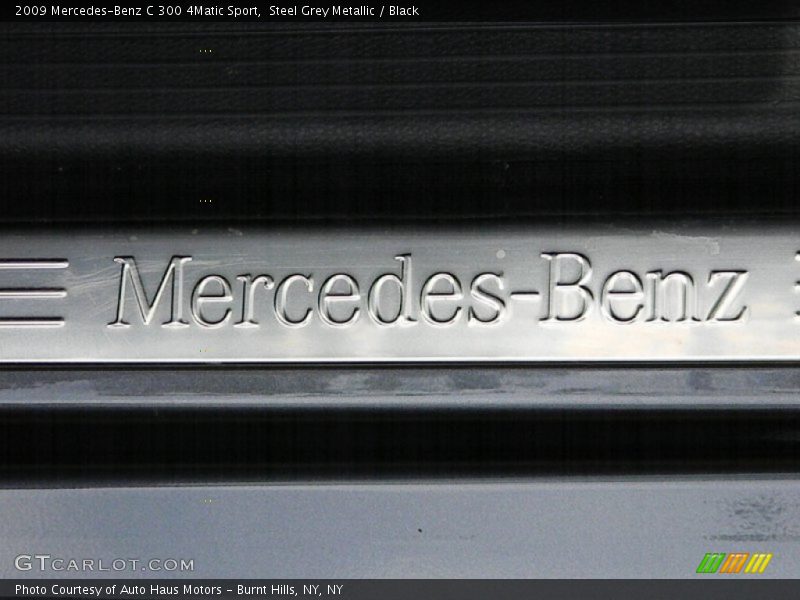 2009 Mercedes-Benz C 300 4Matic Sport,  Steel Grey Metallic / Black
Mercedes-Benz
GTCARLOT.COM
Photo Courtesy of Auto Haus Motors - Burnt Hills, NY, NY